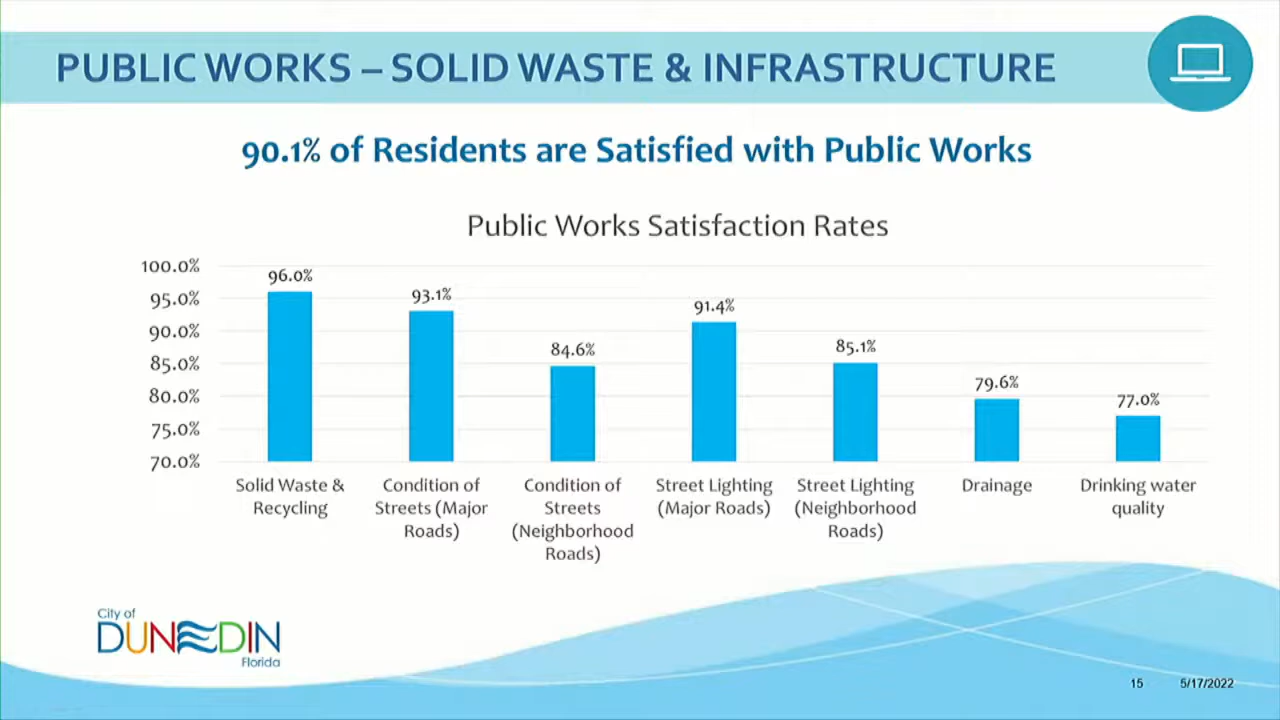 PUBLIC WORKS – SOLID WASTE & INFRASTRUCTURE
90.1% of Residents are Satisfied with Public Works
Public Works Satisfaction Rates
100.0%
95.0%
90.0%
85.0%
80.0%
75.0%
70.0%
96.0%
93.1%
84.6%
91.4%
85.1%
79.6%
77.0%
Solid Waste &
Recycling
Condition of
Streets (Major
Roads)
Condition of
Streets
(Neighborhood
Roads)
Street Lighting
(Major Roads)
Street Lighting
(Neighborhood
Roads)
Drainage
Drinking water
quality
City of
DUNEDIN
Florida
15 5/17/2022